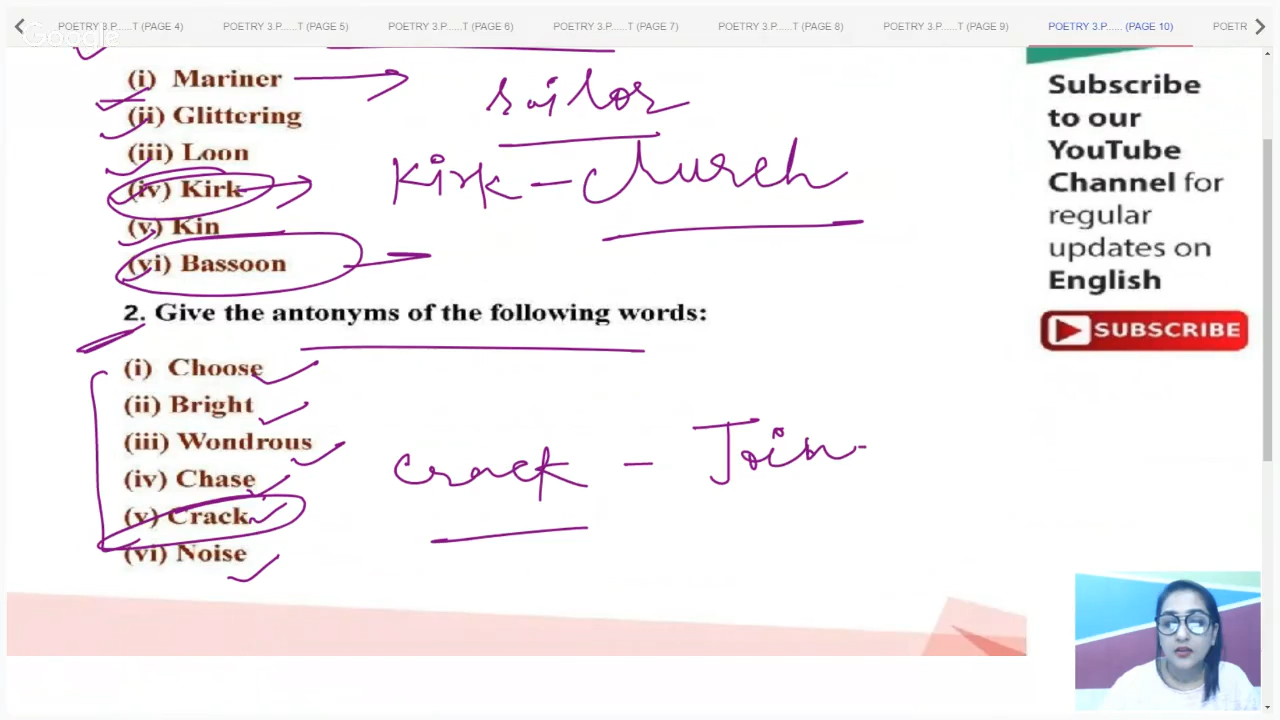 POETRY 3.P......T (PAGE 4) POETRY 3.P......T (PAGE 5) POETRY 3.P......T (PAGE 6) POETRY 3.P......T (PAGE 7) POETRY 3.P......T (PAGE 8) POETRY 3.P......T (PAGE 9) POETRY 3.P...... (PAGE 10) POETR
Google
(i) Mariner sailor
(ii) Glittering
(iii) Loon
(iv) Kirk Kirk – church
(v) Kin
(vi) Bassoon
2. Give the antonyms of the following words:
(i) Choose
(ii) Bright
(iii) Wondrous
(iv) Chase crack – Join
(v) Crack
(vi) Noise
Subscribe
to our
YouTube
Channel for
regular
updates on
English
SUBSCRIBE